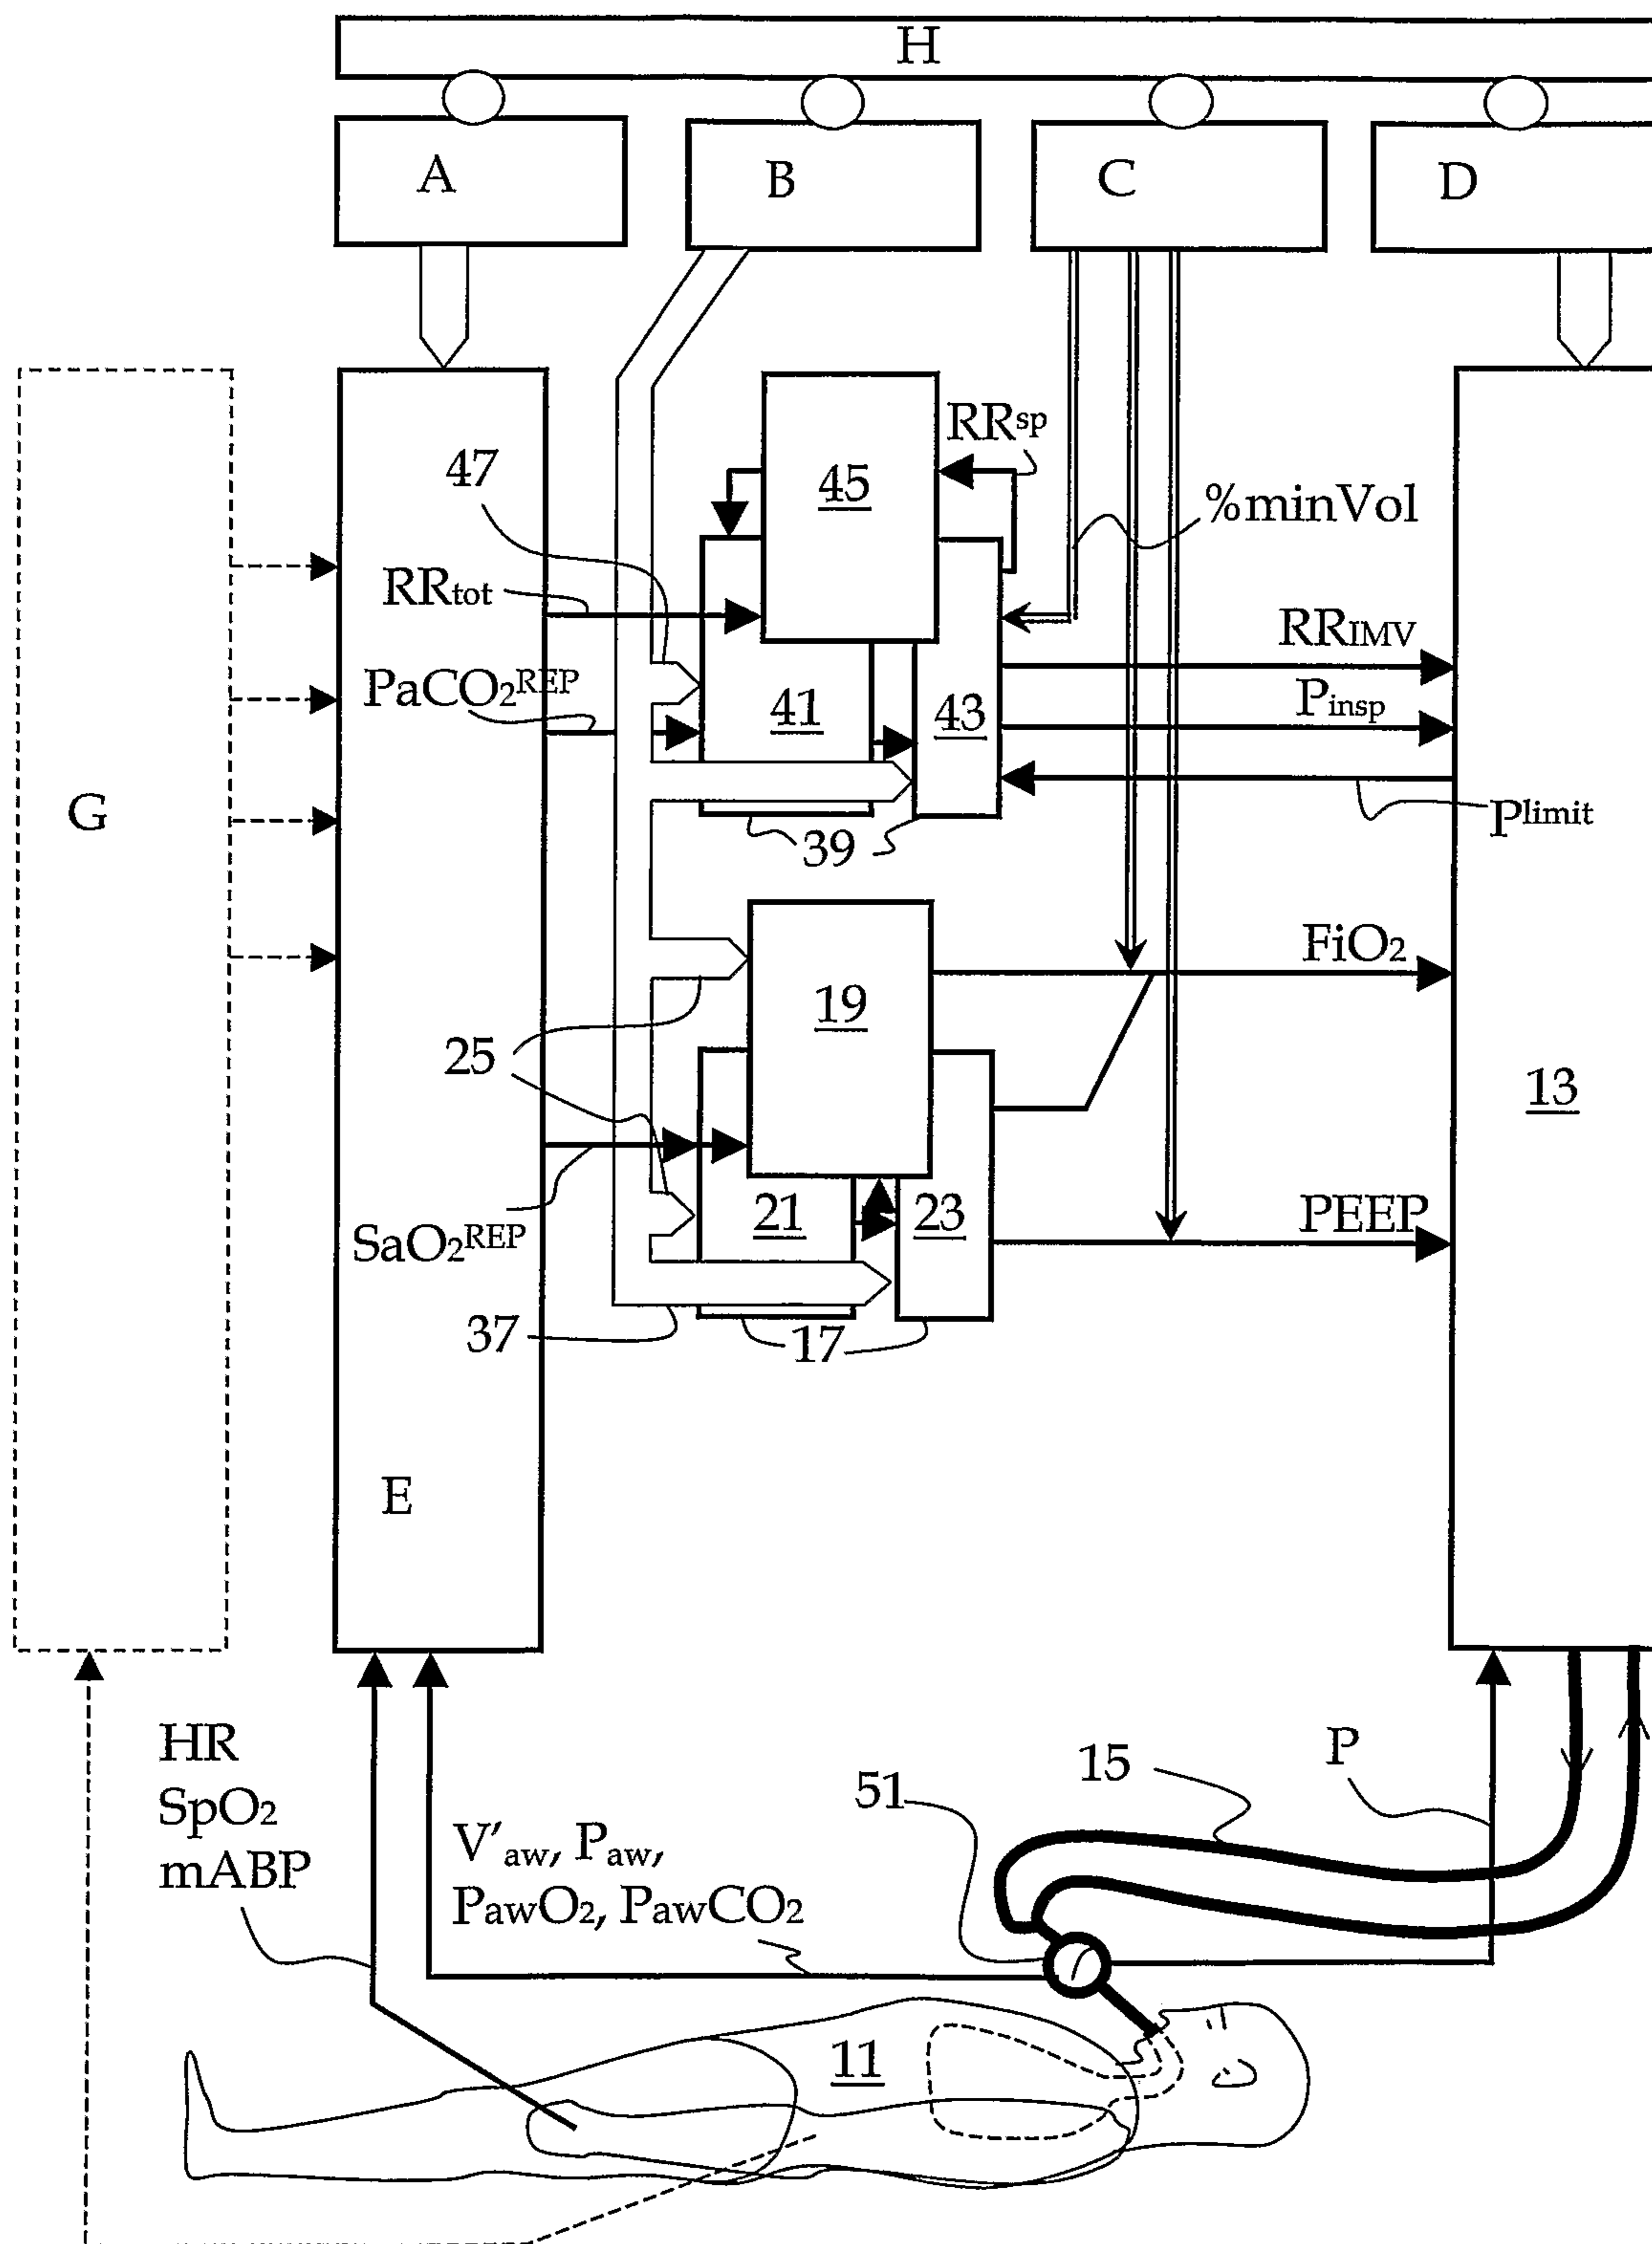 H
A
B
C
D
RRsp
47
45
%minVol
RRtot
RRIMV
PaCO2REP
Pinsp
41
43
G
Plimit
39
FiO2
19
25
13
21
23
PEEP
SaO2REP
37
17
E
HR
SpO2
mABP
P
15
51
V'aw, Paw,
PawO2, PawCO2
11